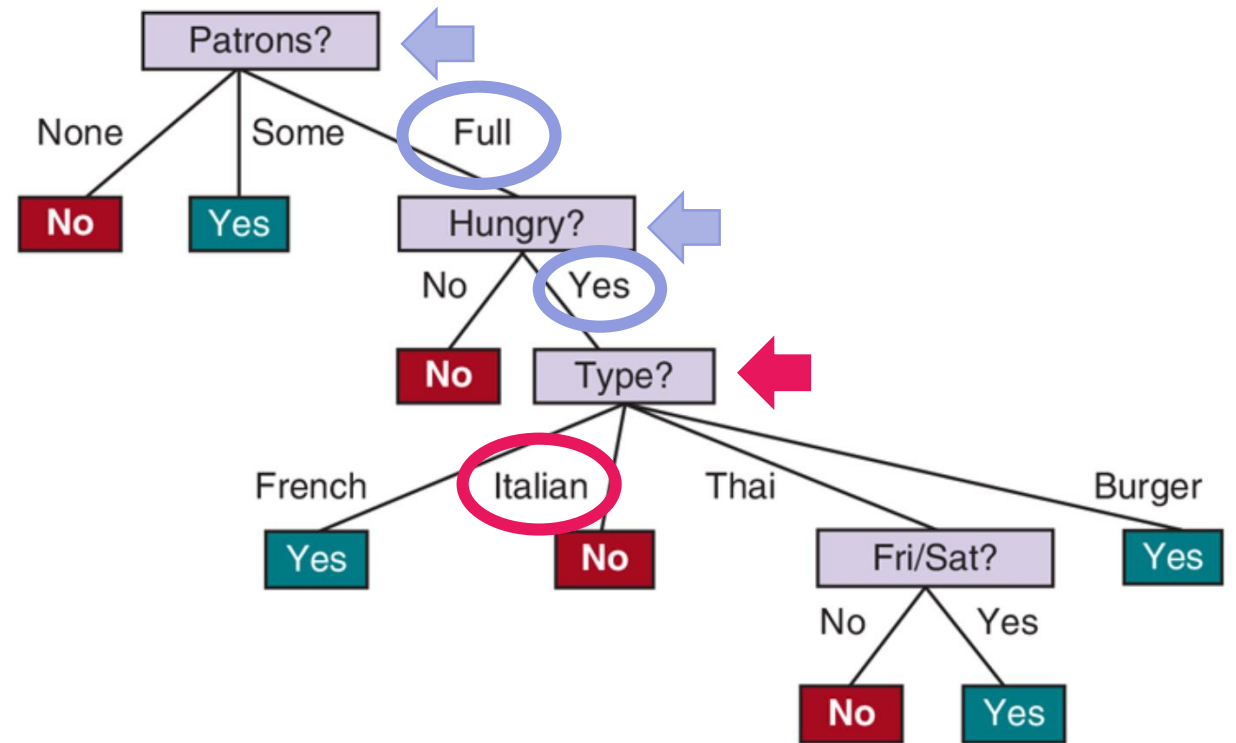 Patrons?
None Some Full
No Yes Hungry?
No Yes
No Type?
French Italian Thai Burger
Yes No Fri/Sat? Yes
No Yes
No Yes